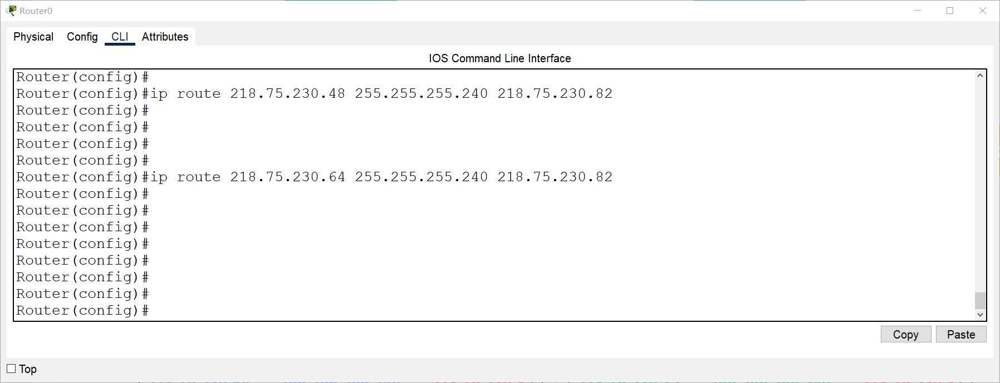 Router0
Physical Config CLI Attributes
IOS Command Line Interface
Router(config)#
Router(config)#ip route 218.75.230.48 255.255.255.240 218.75.230.82
Router(config)#
Router(config)#
Router(config)#
Router(config)#
Router(config)#ip route 218.75.230.64 255.255.255.240 218.75.230.82
Router(config)#
Router(config)#
Router(config)#
Router(config)#
Router(config)#
Router(config)#
Router(config)#
Router(config)#
Copy Paste
Top